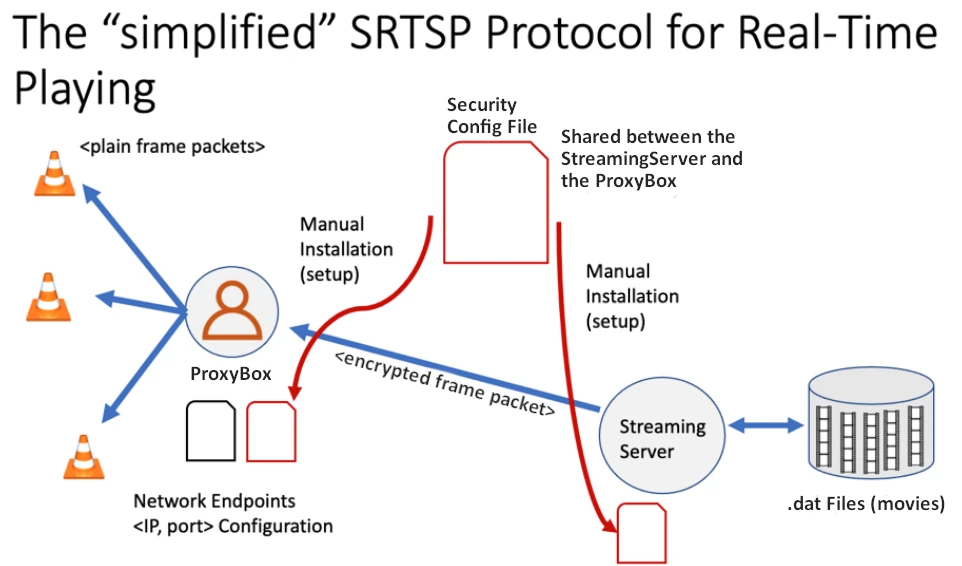 The “simplified” SRTSP Protocol for Real-Time
Playing
<plain frame packets>
Security
Config File
Shared between the
StreamingServer and
the ProxyBox
Manual
Installation
(setup)
Manual
Installation
(setup)
ProxyBox
<encrypted frame packet>
Streaming
Server
Network Endpoints
<IP, port> Configuration
.dat Files (movies)